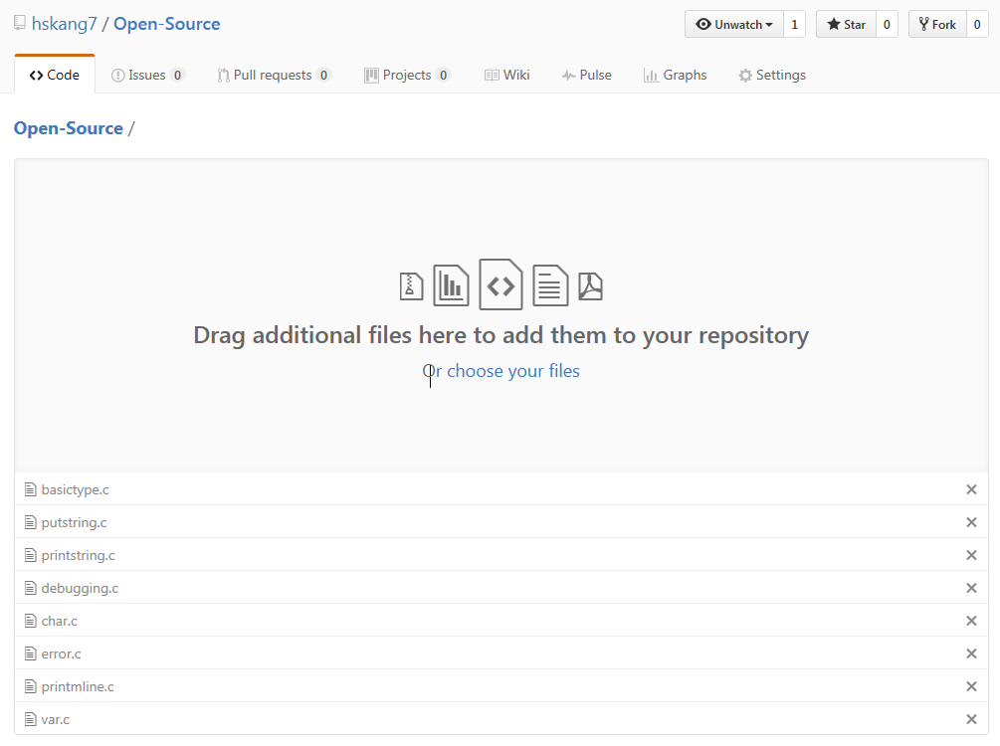 hskang7 / Open-Source Unwatch 1 Star 0 Fork 0
Code Issues 0 Pull requests 0 Projects 0 Wiki Pulse Graphs Settings
Open-Source /
Drag additional files here to add them to your repository
Or choose your files
basictype.c
putstring.c
printstring.c
debugging.c
char.c
error.c
printmline.c
var.c